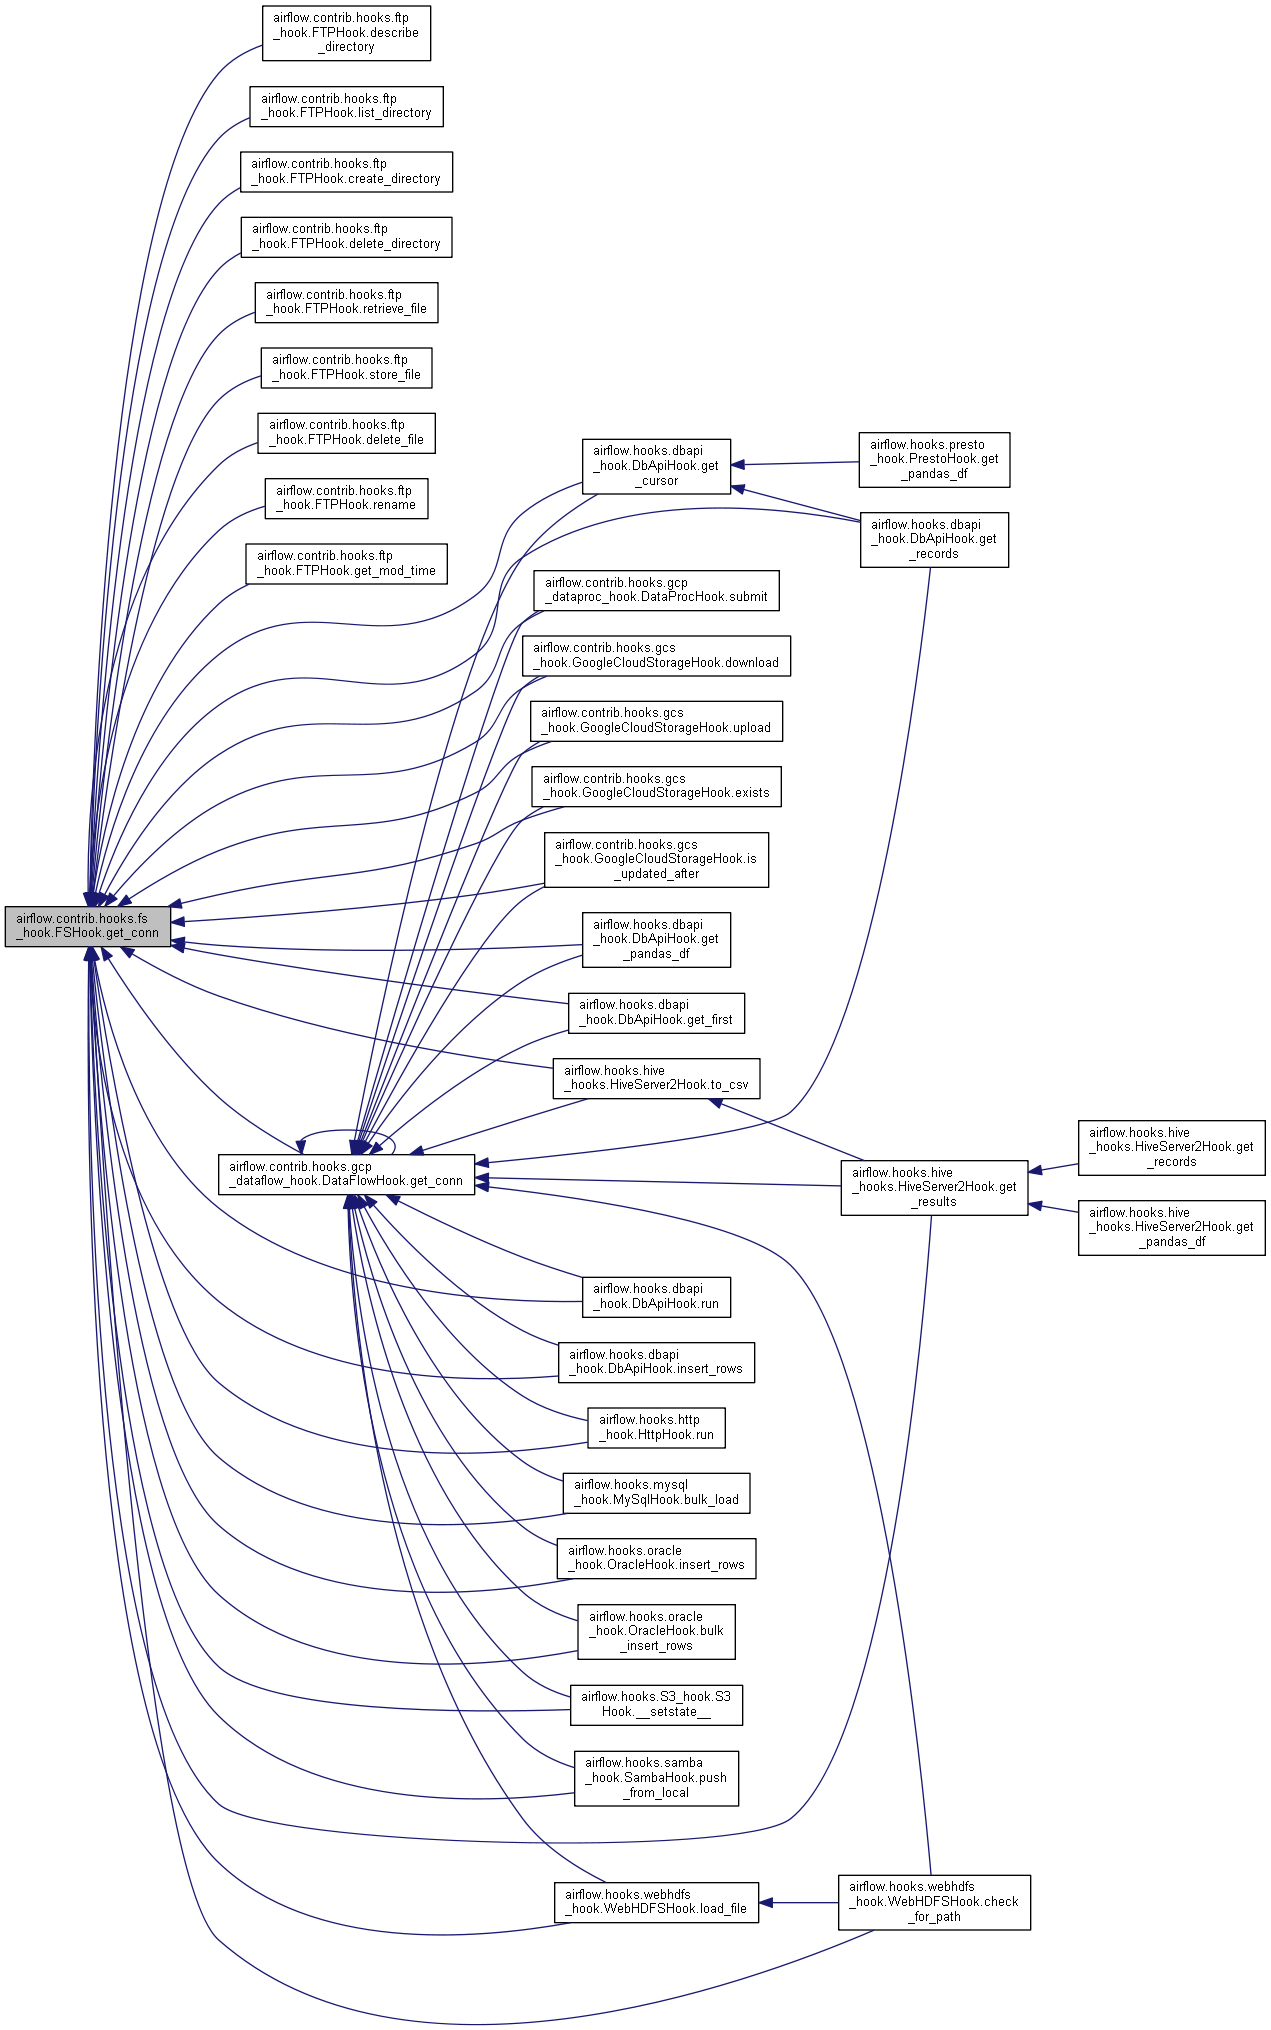 airflow.contrib.hooks.ftp
_hook.FTPHook.describe
_directory
airflow.contrib.hooks.ftp
_hook.FTPHook.list_directory
airflow.contrib.hooks.ftp
_hook.FTPHook.create_directory
airflow.contrib.hooks.ftp
_hook.FTPHook.delete_directory
airflow.contrib.hooks.ftp
_hook.FTPHook.retrieve_file
airflow.contrib.hooks.ftp
_hook.FTPHook.store_file
airflow.contrib.hooks.ftp
_hook.FTPHook.delete_file
airflow.contrib.hooks.ftp
_hook.FTPHook.rename
airflow.contrib.hooks.ftp
_hook.FTPHook.get_mod_time
airflow.hooks.dbapi
_hook.DbApiHook.get
_cursor
airflow.hooks.presto
_hook.PrestoHook.get
_pandas_df
airflow.hooks.dbapi
_hook.DbApiHook.get
_records
airflow.contrib.hooks.gcp
_dataproc_hook.DataProcHook.submit
airflow.contrib.hooks.gcs
_hook.GoogleCloudStorageHook.download
airflow.contrib.hooks.gcs
_hook.GoogleCloudStorageHook.upload
airflow.contrib.hooks.gcs
_hook.GoogleCloudStorageHook.exists
airflow.contrib.hooks.gcs
_hook.GoogleCloudStorageHook.is
_updated_after
airflow.contrib.hooks.fs
_hook.FSHook.get_conn
airflow.hooks.dbapi
_hook.DbApiHook.get
_pandas_df
airflow.hooks.dbapi
_hook.DbApiHook.get_first
airflow.hooks.hive
_hooks.HiveServer2Hook.to_csv
airflow.contrib.hooks.gcp
_dataflow_hook.DataFlowHook.get_conn
airflow.hooks.hive
_hooks.HiveServer2Hook.get
_results
airflow.hooks.hive
_hooks.HiveServer2Hook.get
_records
airflow.hooks.hive
_hooks.HiveServer2Hook.get
_pandas_df
airflow.hooks.dbapi
_hook.DbApiHook.run
airflow.hooks.dbapi
_hook.DbApiHook.insert_rows
airflow.hooks.http
_hook.HttpHook.run
airflow.hooks.mysql
_hook.MySqlHook.bulk_load
airflow.hooks.oracle
_hook.OracleHook.insert_rows
airflow.hooks.oracle
_hook.OracleHook.bulk
_insert_rows
airflow.hooks.S3_hook.S3
Hook.__setstate__
airflow.hooks.samba
_hook.SambaHook.push
_from_local
airflow.hooks.webhdfs
_hook.WebHDFSHook.load_file
airflow.hooks.webhdfs
_hook.WebHDFSHook.check
_for_path